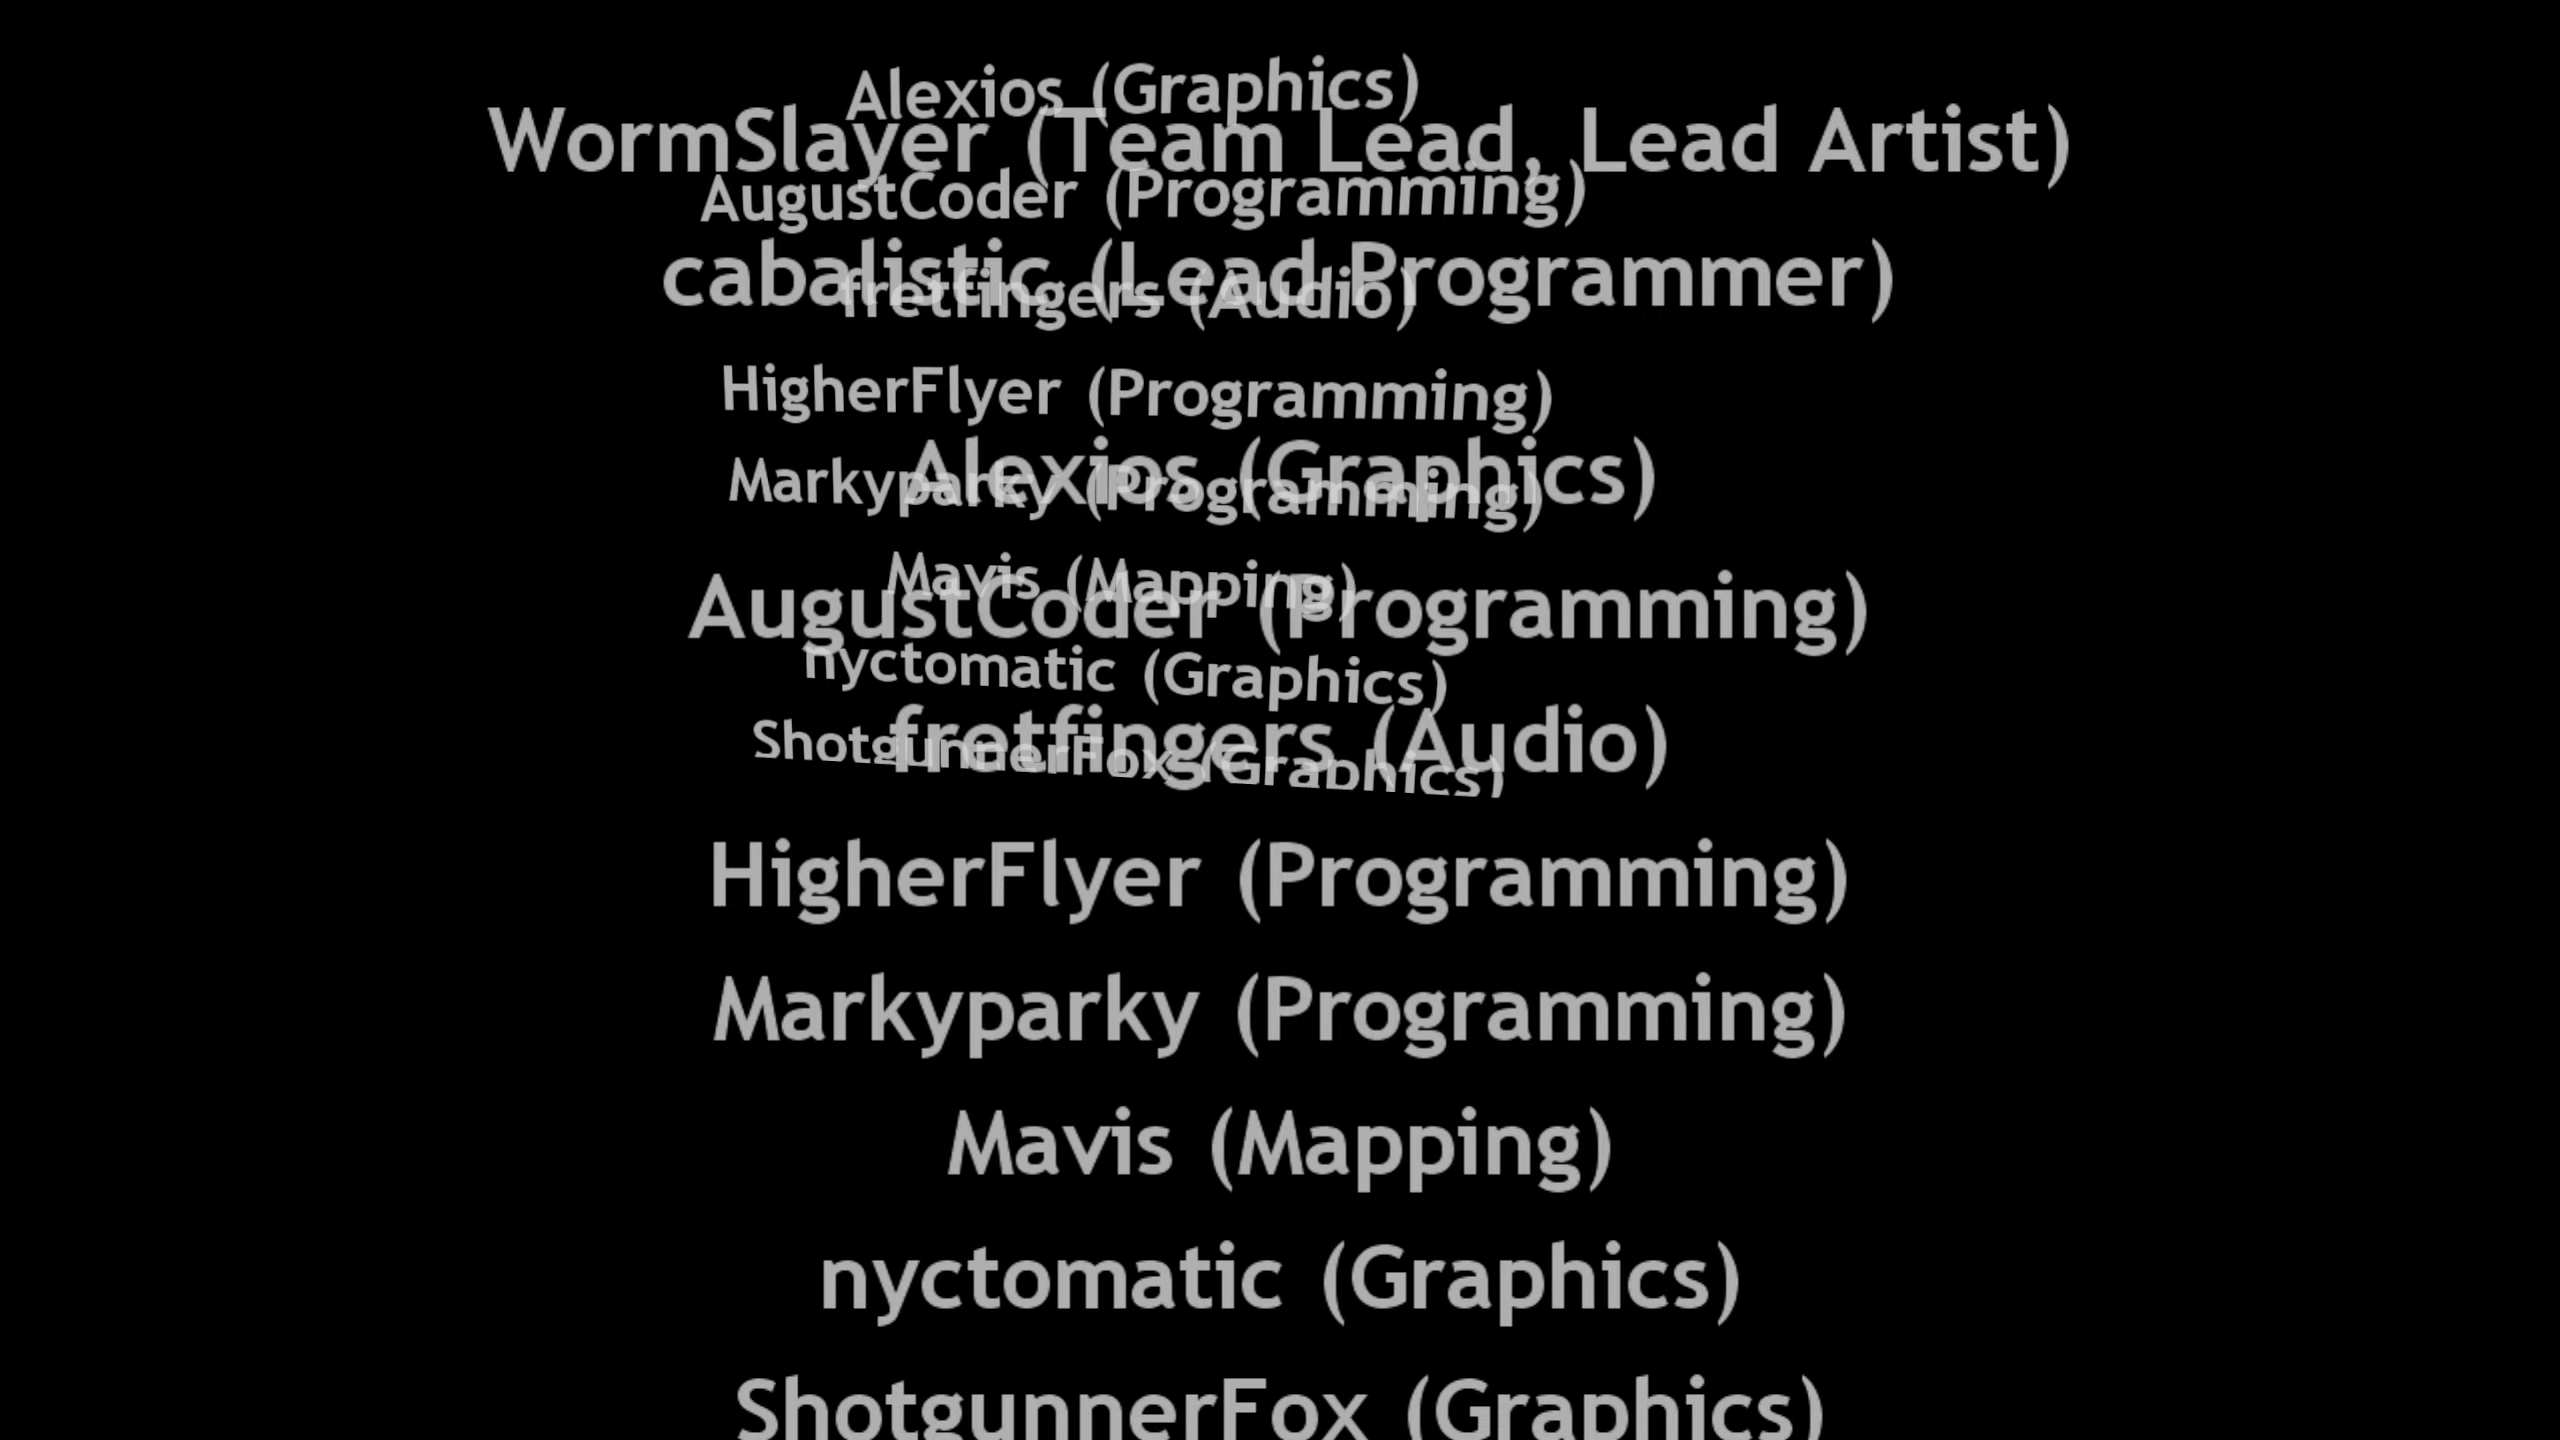 Alexios (Graphics)
WormSlayer (Team Lead, Lead Artist)
AugustCoder (Programming)
cabalistic (Lead Programmer)
fretfingers (Audio)
HigherFlyer (Programming)
Alexios (Graphics)
Markyparky (Programming)
Mavis (Mapping)
AugustCoder (Programming)
nyctomatic (Graphics)
fretfingers (Audio)
ShotgunnerFox (Graphics)
HigherFlyer (Programming)
Markyparky (Programming)
Mavis (Mapping)
nyctomatic (Graphics)
ShotgunnerFox (Graphics)